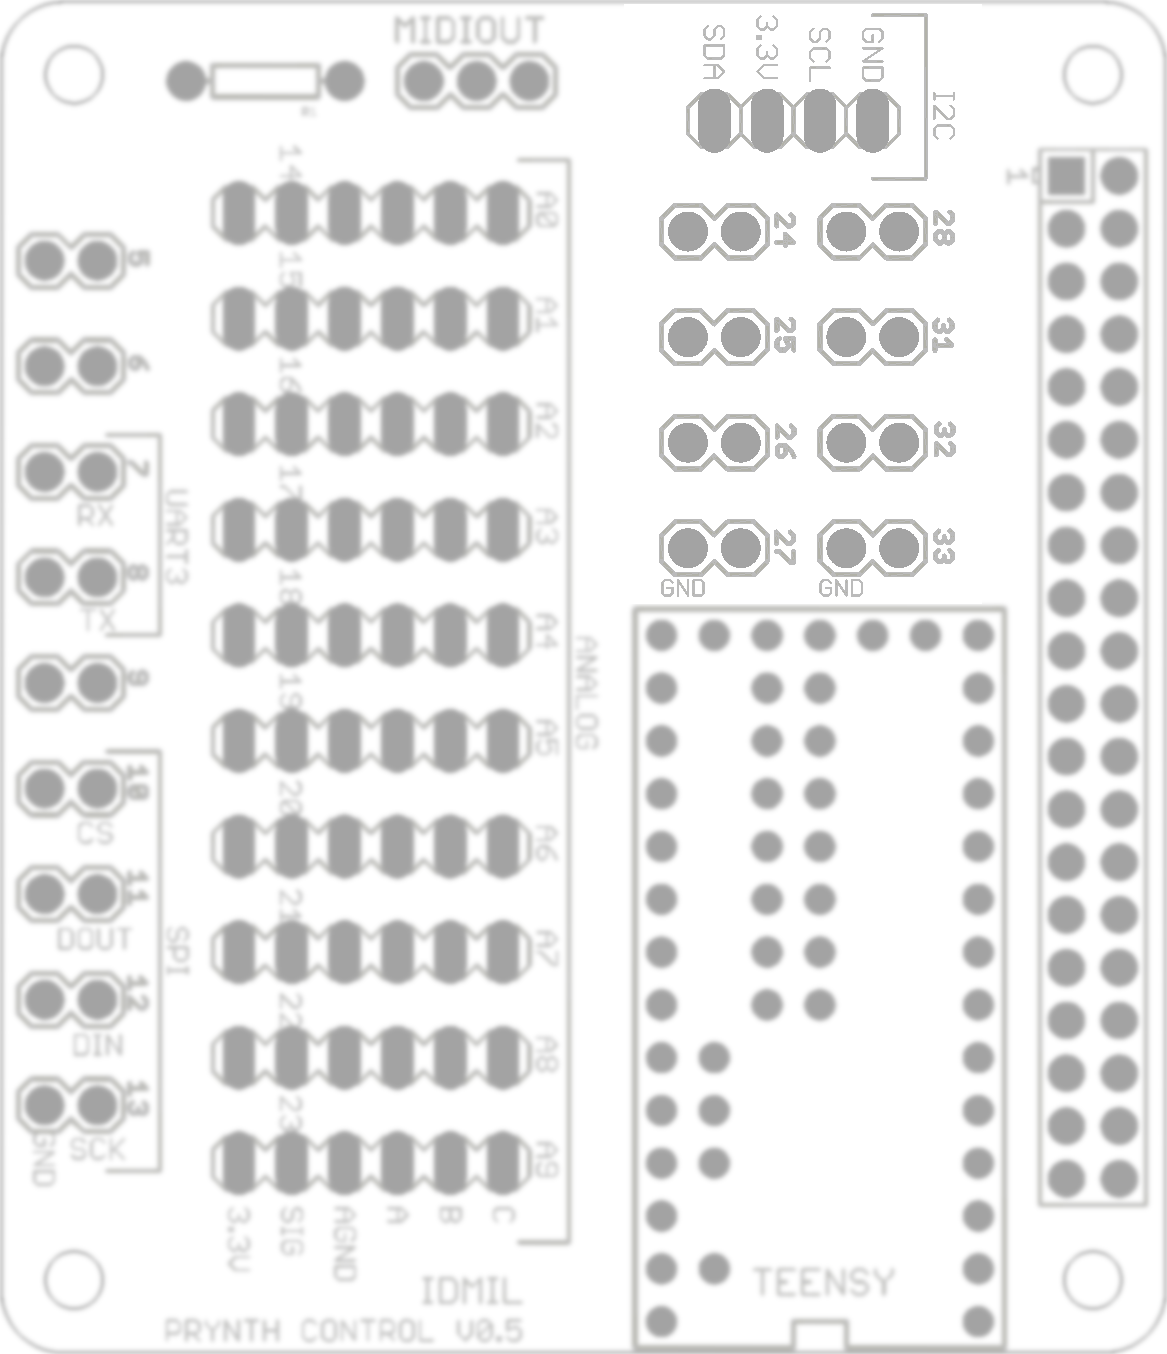 MIDIOUT
SDA
3.3V
SCL
GND
I2C
1
14
A0
24
28
5
15
A1
25
31
6
16
A2
26
32
7
RX
UART3
17
A3
27
33
GND
GND
8
TX
18
A4
9
19
A5
ANALOG
10
CS
20
A6
11
DOUT
SPI
21
A7
12
DIN
22
A8
13
SCK
GND
23
A9
3.3V
SIG
AGND
A
B
C
IDMIL
TEENSY
PRYNTH CONTROL V0.5